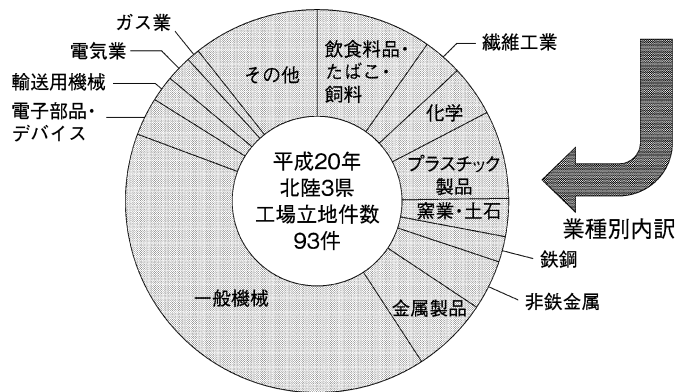 ガス業
電気業
輸送用機械
電子部品・
デバイス
その他
飲食料品・
たばこ・
飼料
繊維工業
化学
プラスチック
製品
窯業・土石
鉄鋼
非鉄金属
金属製品
一般機械
平成20年
北陸3県
工場立地件数
93件
業種別内訳